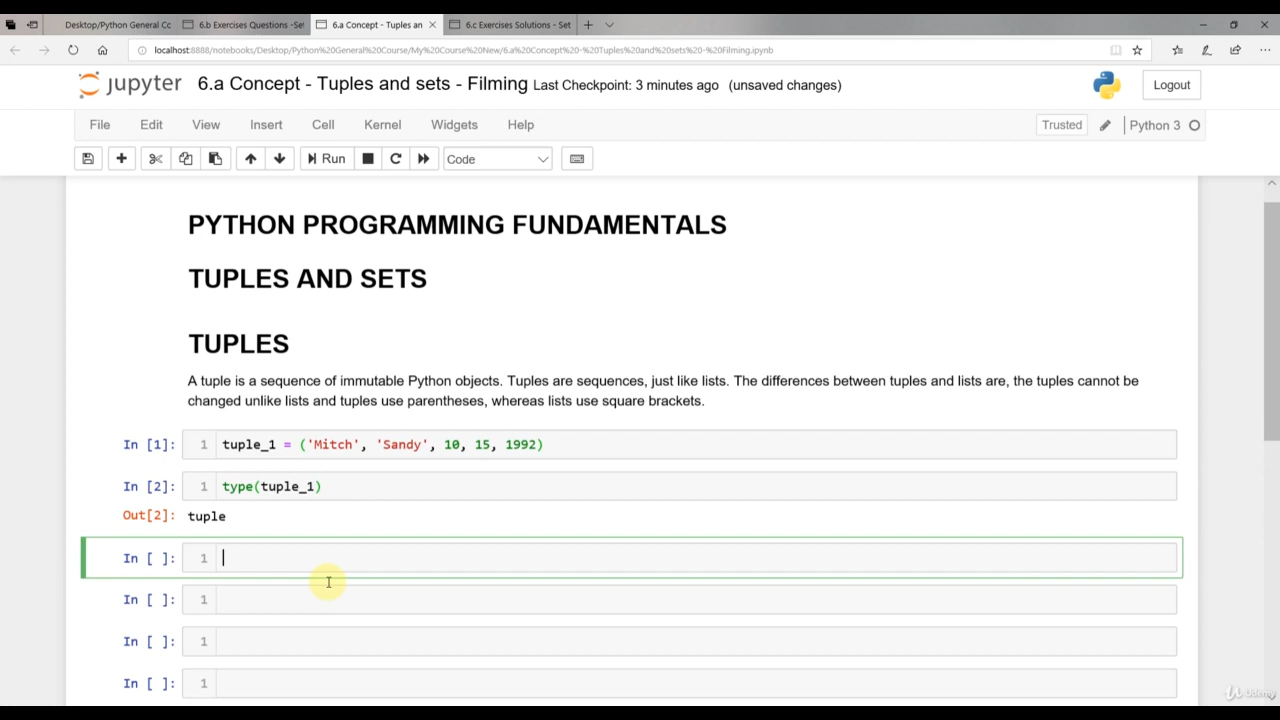 Desktop/Python General Cc
6.b Exercises Questions -Set
6.a Concept - Tuples an
6.c Exercises Solutions - Set
localhost:8888/notebooks/Desktop/Python%20General%20Course/My%20Course%20New/6.a%20Concept%20-%20Tuples%20and%20sets%20-%20Filming.ipynb
jupyter 6.a Concept - Tuples and sets - Filming Last Checkpoint: 3 minutes ago (unsaved changes)
Logout
File Edit View Insert Cell Kernel Widgets Help
Trusted Python 3
Run Code
PYTHON PROGRAMMING FUNDAMENTALS
TUPLES AND SETS
TUPLES
A tuple is a sequence of immutable Python objects. Tuples are sequences, just like lists. The differences between tuples and lists are, the tuples cannot be
changed unlike lists and tuples use parentheses, whereas lists use square brackets.
In [1]: 1 tuple_1 = ('Mitch', 'Sandy', 10, 15, 1992)
In [2]: 1 type(tuple_1)
Out[2]: tuple
In [ ]: 1
In [ ]: 1
In [ ]: 1
In [ ]: 1
Udemy